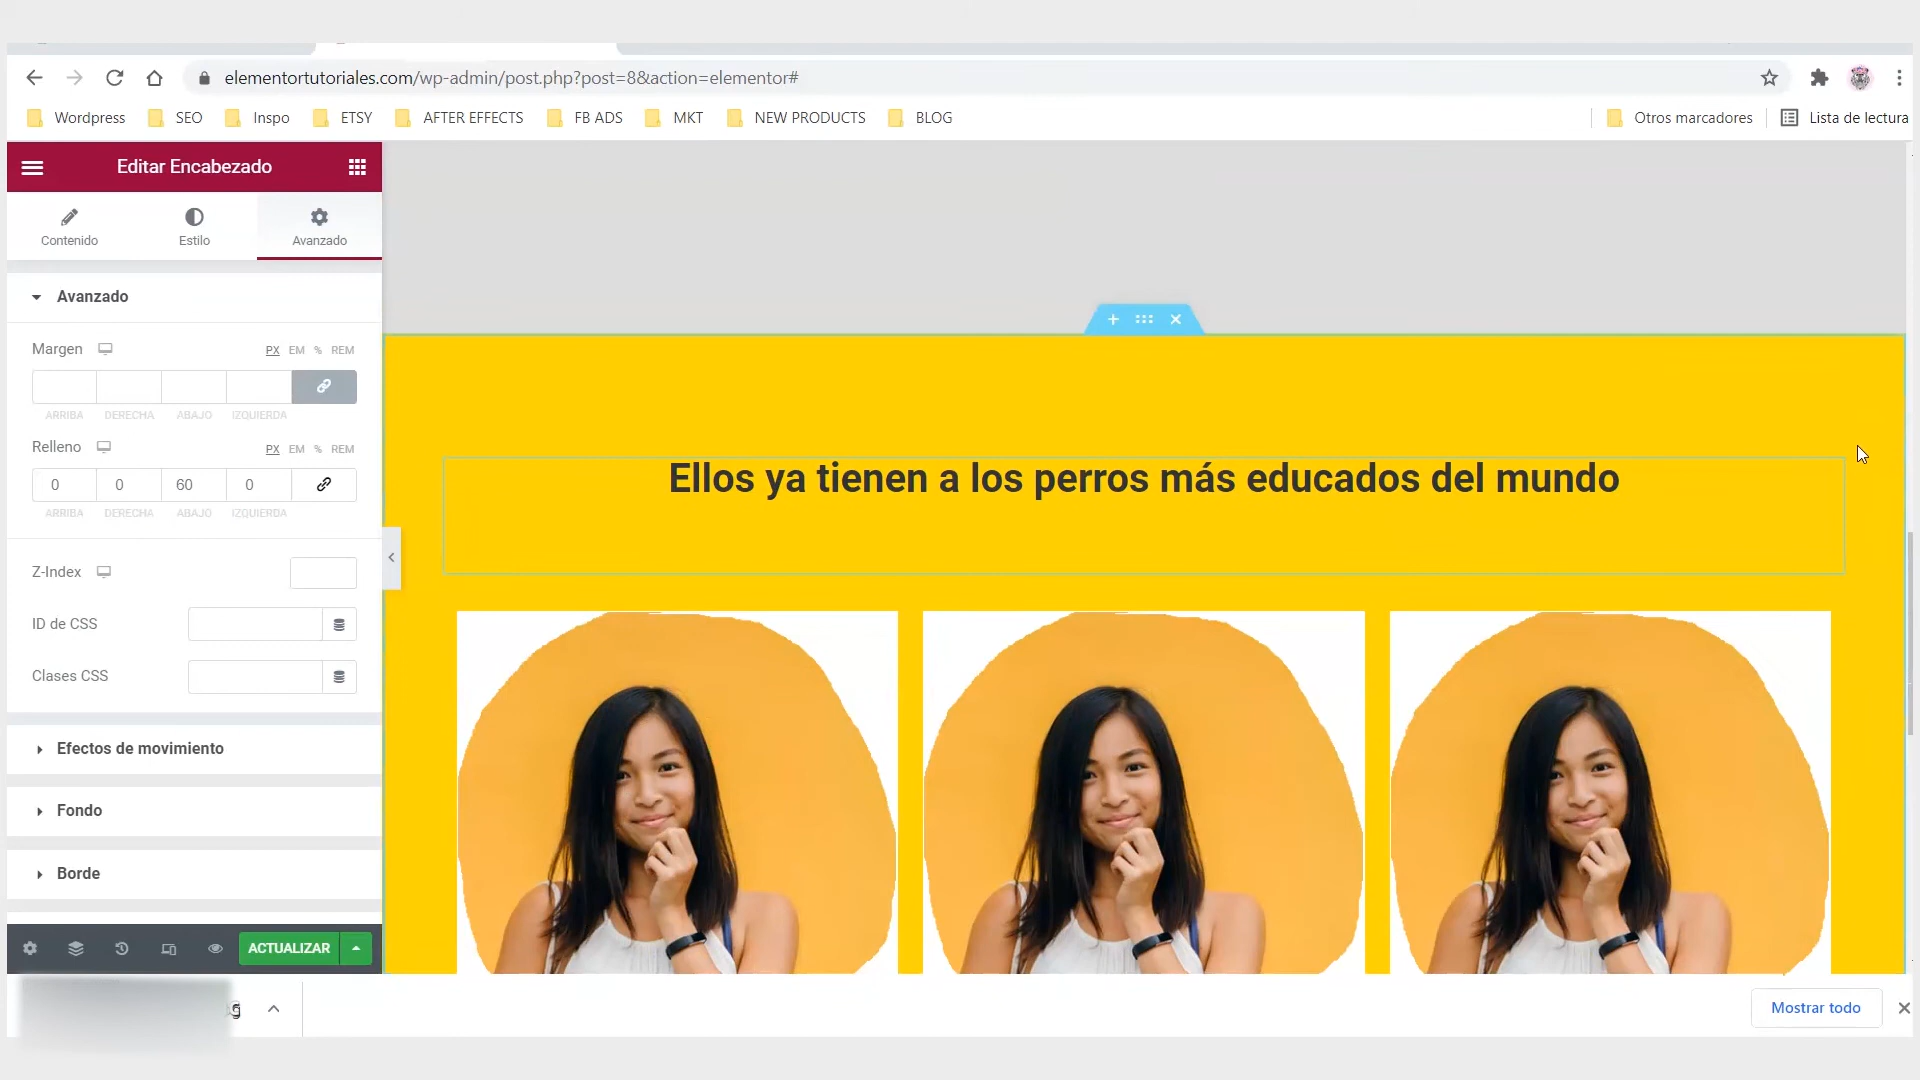 elementortutoriales.com/wp-admin/post.php?post=8&action=elementor#
Wordpress SEO Inspo ETSY AFTER EFFECTS FB ADS MKT NEW PRODUCTS BLOG Otros marcadores Lista de lectura
Editar Encabezado
Contenido Estilo Avanzado
Avanzado
Margen PX EM % REM
ARRIBA DERECHA ABAJO IZQUIERDA
Relleno PX EM % REM
0 0 60 0
ARRIBA DERECHA ABAJO IZQUIERDA
Z-Index
ID de CSS
Clases CSS
Efectos de movimiento
Fondo
Borde
ACTUALIZAR
Ellos ya tienen a los perros más educados del mundo
Mostrar todo